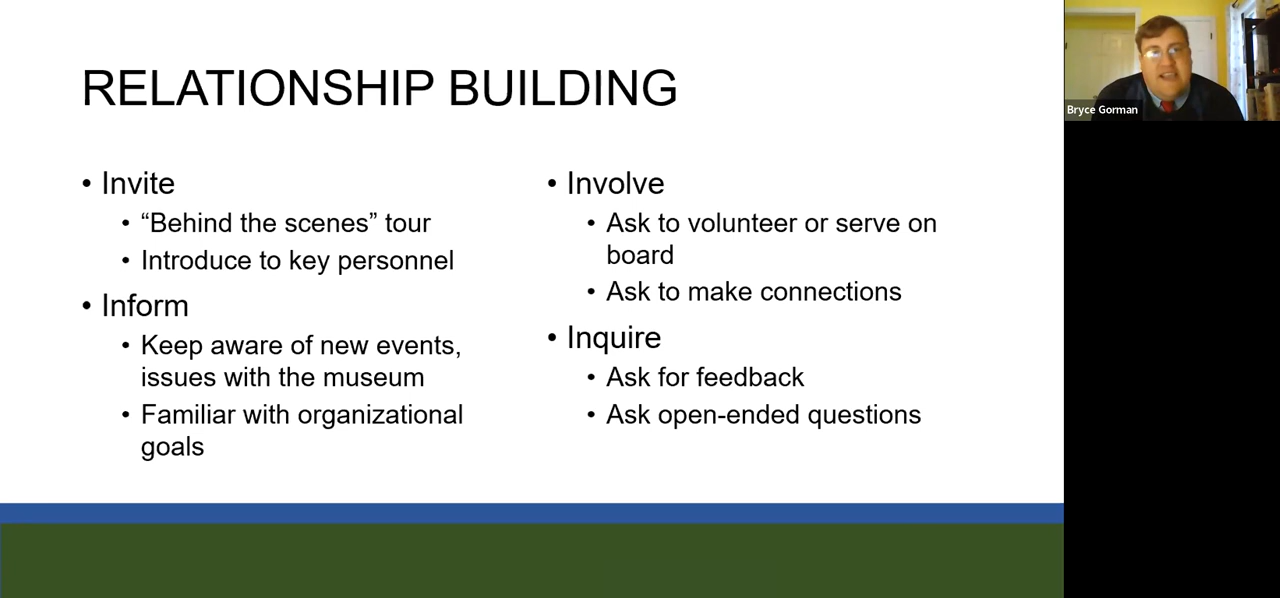 RELATIONSHIP BUILDING
• Invite
• “Behind the scenes” tour
• Introduce to key personnel
• Inform
• Keep aware of new events,
issues with the museum
• Familiar with organizational
goals
• Involve
• Ask to volunteer or serve on
board
• Ask to make connections
• Inquire
• Ask for feedback
• Ask open-ended questions
Bryce Gorman